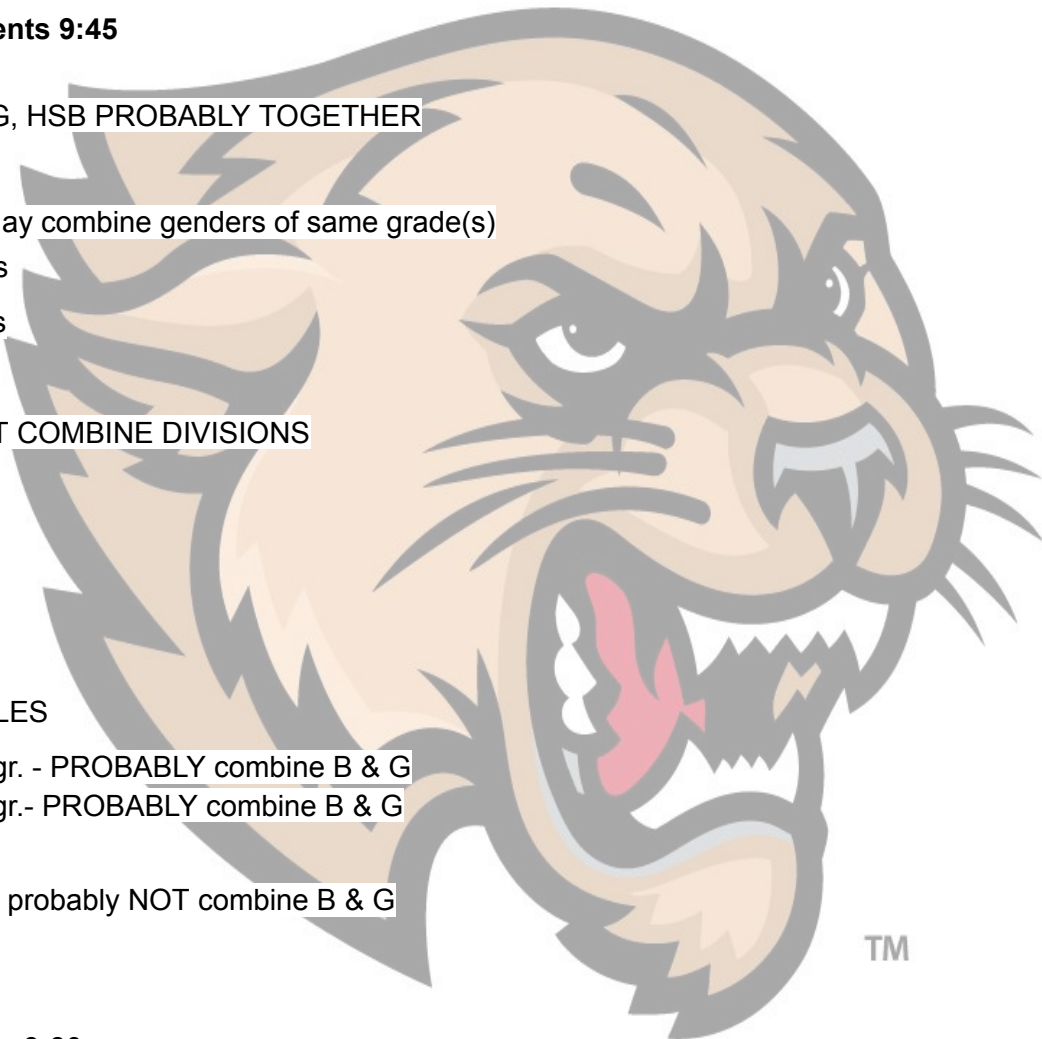 ents 9:45
G, HSB PROBABLY TOGETHER
ay combine genders of same grade(s)
s
s
T COMBINE DIVISIONS
LES
gr. - PROBABLY combine B & G
gr.- PROBABLY combine B & G
probably NOT combine B & G
TM